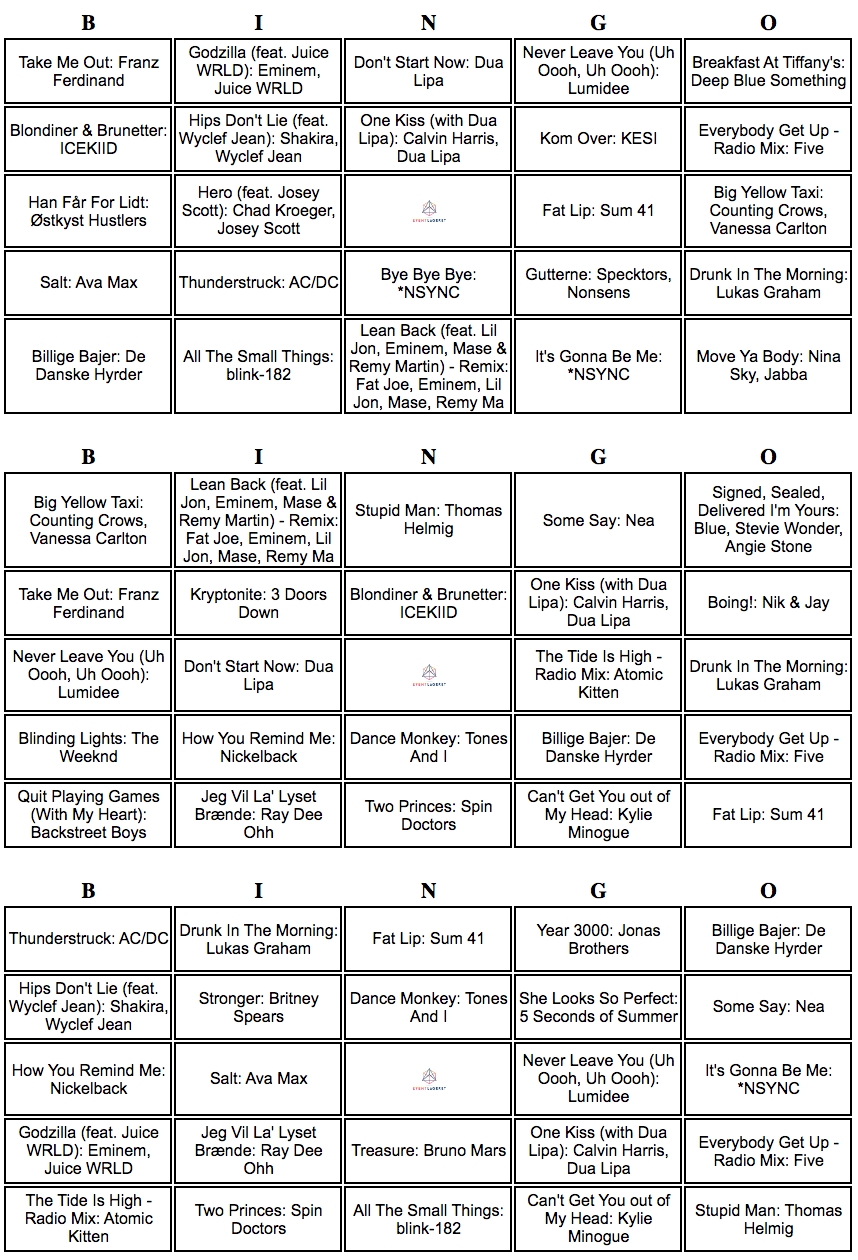 B I N G O
Take Me Out: Franz
Ferdinand
Godzilla (feat. Juice
WRLD): Eminem,
Juice WRLD
Don't Start Now: Dua
Lipa
Never Leave You (Uh
Oooh, Uh Oooh):
Lumidee
Breakfast At Tiffany's:
Deep Blue Something
Blondiner & Brunetter:
ICEKIID
Hips Don't Lie (feat.
Wyclef Jean): Shakira,
Wyclef Jean
One Kiss (with Dua
Lipa): Calvin Harris,
Dua Lipa
Kom Over: KESI
Everybody Get Up -
Radio Mix: Five
Han Får For Lidt:
Østkyst Hustlers
Hero (feat. Josey
Scott): Chad Kroeger,
Josey Scott
EVENTLAGERET
Fat Lip: Sum 41
Big Yellow Taxi:
Counting Crows,
Vanessa Carlton
Salt: Ava Max
Thunderstruck: AC/DC
Bye Bye Bye:
*NSYNC
Gutterne: Specktors,
Nonsens
Drunk In The Morning:
Lukas Graham
Billige Bajer: De
Danske Hyrder
All The Small Things:
blink-182
Lean Back (feat. Lil
Jon, Eminem, Mase &
Remy Martin) - Remix:
Fat Joe, Eminem, Lil
Jon, Mase, Remy Ma
It's Gonna Be Me:
*NSYNC
Move Ya Body: Nina
Sky, Jabba
B I N G O
Big Yellow Taxi:
Counting Crows,
Vanessa Carlton
Lean Back (feat. Lil
Jon, Eminem, Mase &
Remy Martin) - Remix:
Fat Joe, Eminem, Lil
Jon, Mase, Remy Ma
Stupid Man: Thomas
Helmig
Some Say: Nea
Signed, Sealed,
Delivered I'm Yours:
Blue, Stevie Wonder,
Angie Stone
Take Me Out: Franz
Ferdinand
Kryptonite: 3 Doors
Down
Blondiner & Brunetter:
ICEKIID
One Kiss (with Dua
Lipa): Calvin Harris,
Dua Lipa
Boing!: Nik & Jay
Never Leave You (Uh
Oooh, Uh Oooh):
Lumidee
Don't Start Now: Dua
Lipa
EVENTLAGERET
The Tide Is High -
Radio Mix: Atomic
Kitten
Drunk In The Morning:
Lukas Graham
Blinding Lights: The
Weeknd
How You Remind Me:
Nickelback
Dance Monkey: Tones
And I
Billige Bajer: De
Danske Hyrder
Everybody Get Up -
Radio Mix: Five
Quit Playing Games
(With My Heart):
Backstreet Boys
Jeg Vil La' Lyset
Brænde: Ray Dee
Ohh
Two Princes: Spin
Doctors
Can't Get You out of
My Head: Kylie
Minogue
Fat Lip: Sum 41
B I N G O
Thunderstruck: AC/DC
Drunk In The Morning:
Lukas Graham
Fat Lip: Sum 41
Year 3000: Jonas
Brothers
Billige Bajer: De
Danske Hyrder
Hips Don't Lie (feat.
Wyclef Jean): Shakira,
Wyclef Jean
Stronger: Britney
Spears
Dance Monkey: Tones
And I
She Looks So Perfect:
5 Seconds of Summer
Some Say: Nea
How You Remind Me:
Nickelback
Salt: Ava Max
EVENTLAGERET
Never Leave You (Uh
Oooh, Uh Oooh):
Lumidee
It's Gonna Be Me:
*NSYNC
Godzilla (feat. Juice
WRLD): Eminem,
Juice WRLD
Jeg Vil La' Lyset
Brænde: Ray Dee
Ohh
Treasure: Bruno Mars
One Kiss (with Dua
Lipa): Calvin Harris,
Dua Lipa
Everybody Get Up -
Radio Mix: Five
The Tide Is High -
Radio Mix: Atomic
Kitten
Two Princes: Spin
Doctors
All The Small Things:
blink-182
Can't Get You out of
My Head: Kylie
Minogue
Stupid Man: Thomas
Helmig